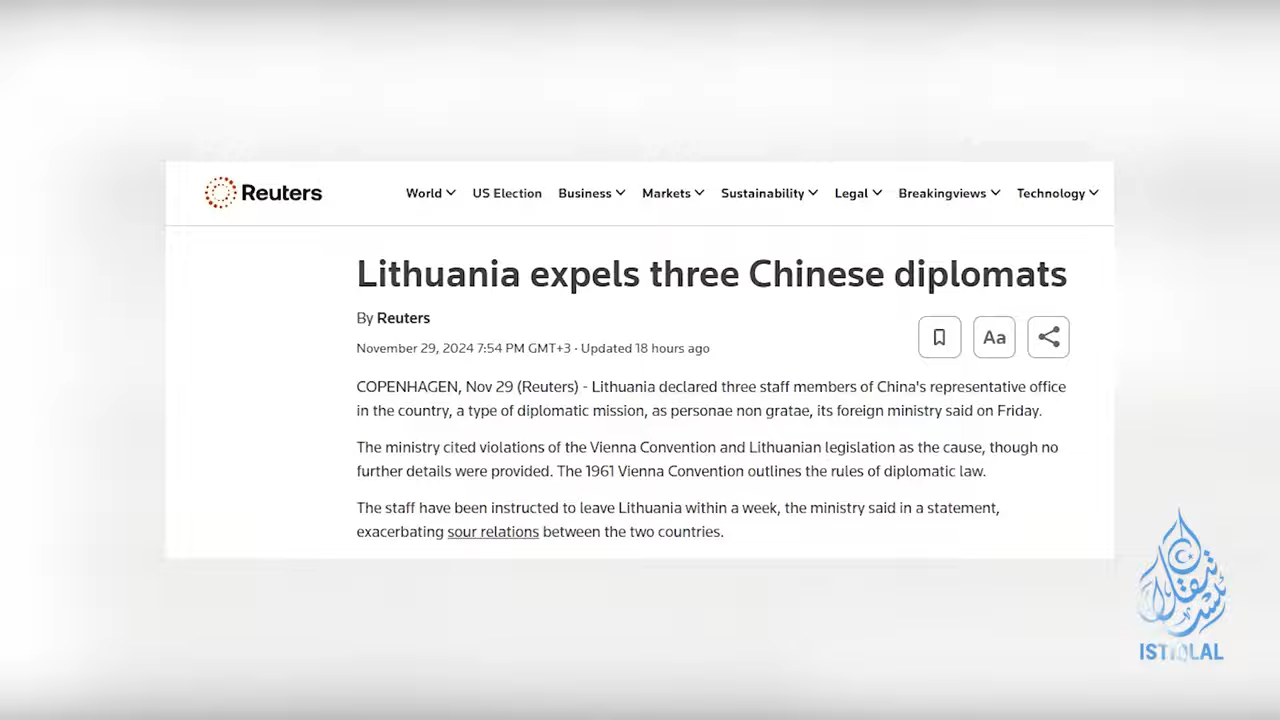 Reuters
World US Election Business Markets Sustainability Legal Breakingviews Technology
Lithuania expels three Chinese diplomats
By Reuters
Aa
November 29, 2024 7:54 PM GMT+3 · Updated 18 hours ago
COPENHAGEN, Nov 29 (Reuters) - Lithuania declared three staff members of China's representative office
in the country, a type of diplomatic mission, as personae non gratae, its foreign ministry said on Friday.
The ministry cited violations of the Vienna Convention and Lithuanian legislation as the cause, though no
further details were provided. The 1961 Vienna Convention outlines the rules of diplomatic law.
The staff have been instructed to leave Lithuania within a week, the ministry said in a statement,
exacerbating sour relations between the two countries.
ISTIQLAL